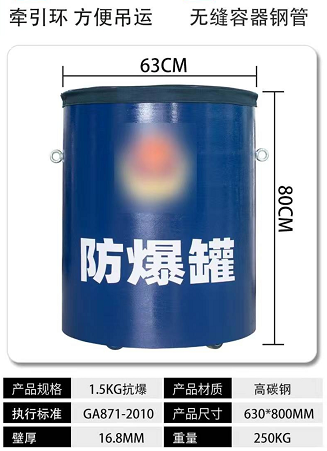 牵引环 方便吊运 无缝容器钢管
63CM
80CM
防爆罐
产品规格 1.5KG抗爆 产品材质 高碳钢
执行标准 GA871-2010 产品尺寸 630*800MM
壁厚 16.8MM 重量 250KG